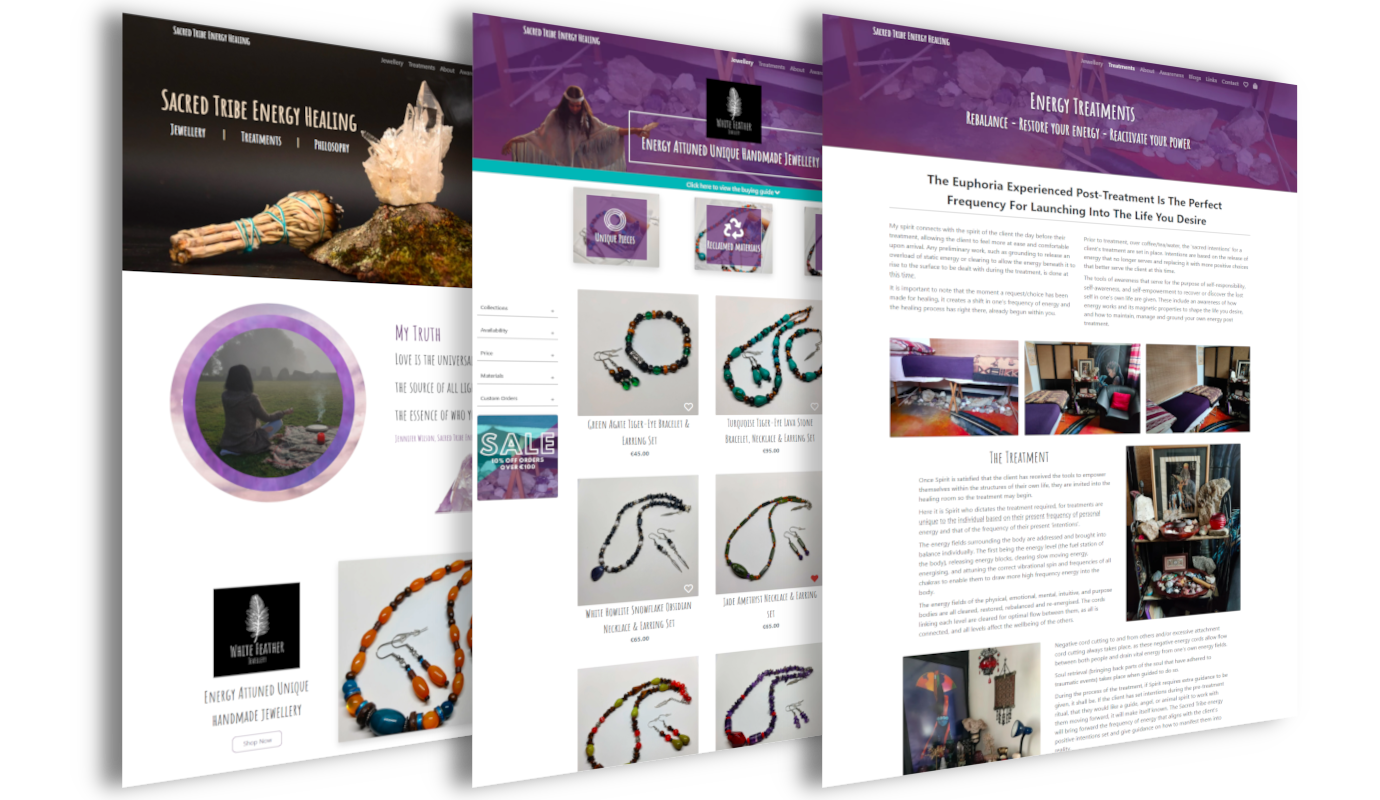 Sacred Tribe Energy Healing
Jewellery Treatments About
Sacred Tribe Energy Healing
Jewellery | Treatments | Philosophy
My Truth
Love is the
the source of all
the essence of who
White Feather
Jewellery
Energy Attuned Unique
handmade jewellery
Shop Now
Sacred Tribe Energy Healing
Jewellery Treatments About
White Feather
Jewellery
Energy Attuned Unique Handmade Jewellery
Click here to view the buying guide
Unique Pieces
Reclaimed Materials
Collections
Availability
Price
Materials
Custom Orders
SALE
10% OFF ORDERS
OVER €100
Green Agate Tiger-Eye Bracelet &
Earring Set
€45.00
Turquoise Tiger-Eye Lava Stone
Bracelet, Necklace & Earring Set
€95.00
White Howlite Snowflake Obsidian
Necklace & Earring Set
€65.00
Jade Amethyst Necklace & Earring
Set
€65.00
Sacred Tribe Energy Healing
Jewellery Treatments About Awareness Blogs Links Contact
Energy Treatments
Rebalance - Restore your energy - Reactivate your power
The Euphoria Experienced Post-Treatment Is The Perfect
Frequency For Launching Into The Life You Desire
My spirit connects with the spirit of the client the day before their
treatment, allowing the client to feel more at ease and comfortable
upon arrival. Any preliminary work, such as grounding to release an
overload of static energy or clearing to allow the energy beneath it to
rise to the surface to be dealt with during the treatment, is done at
this time.
It is important to note that the moment a request/choice has been
made for healing, it creates a shift in one's frequency of energy and
the healing process has right there, already begun within you.
Prior to treatment, over coffee/tea/water, the 'sacred-intentions' for a
client's treatment are set in place. Intentions are based on the release of
energy that no longer serves and replacing it with more positive choices
that better serve the client at this time.
The tools of awareness that serve for the purpose of self-responsibility,
self-awareness, and self-empowerment to recover or discover the lost
self in one's own life are given. These include an awareness of how
energy works and its magnetic properties to shape the life you desire,
and how to maintain, manage and ground your own energy post
treatment.
The Treatment
Once Spirit is satisfied that the client has received the tools to empower
themselves within the structures of their own life, they are invited into the
healing room so the treatment may begin.
Here it is Spirit who dictates the treatment required, for treatments are
unique to the individual based on their present frequency of personal
energy and that of the frequency of their present 'intentions'.
The energy fields surrounding the body are addressed and brought into
balance individually. The first being the energy level (the fuel station of
the body), releasing energy blocks, clearing slow moving energy,
energising, and attuning the correct vibrational spin and frequencies of all
chakras to enable them to draw more high frequency energy into the
body.
The energy fields of the physical, emotional, mental, intuitive, and purpose
bodies are all cleared, restored, rebalanced and re-energised. The cords
linking each level are cleared for optimal flow between them, as all is
connected, and all levels affect the wellbeing of the others.
Negative cord cutting to and from others and/or excessive attachment
cord cutting always takes place, as these negative energy cords allow flow
between both people and drain vital energy from one's own energy fields.
Soul retrieval (bringing back parts of the soul that have adhered to
traumatic events) takes place when guided to do so.
During the process of the treatment, if Spirit requires extra guidance to be
given, it shall be. If the client has set intentions during the pre-treatment
ritual, that they would like a guide, angel, or animal spirit to work with
them moving forward, it will make itself known. The Sacred Tribe energy
will bring forward the frequency of energy that aligns with the client's
positive intentions set and give guidance on how to manifest them into
reality.